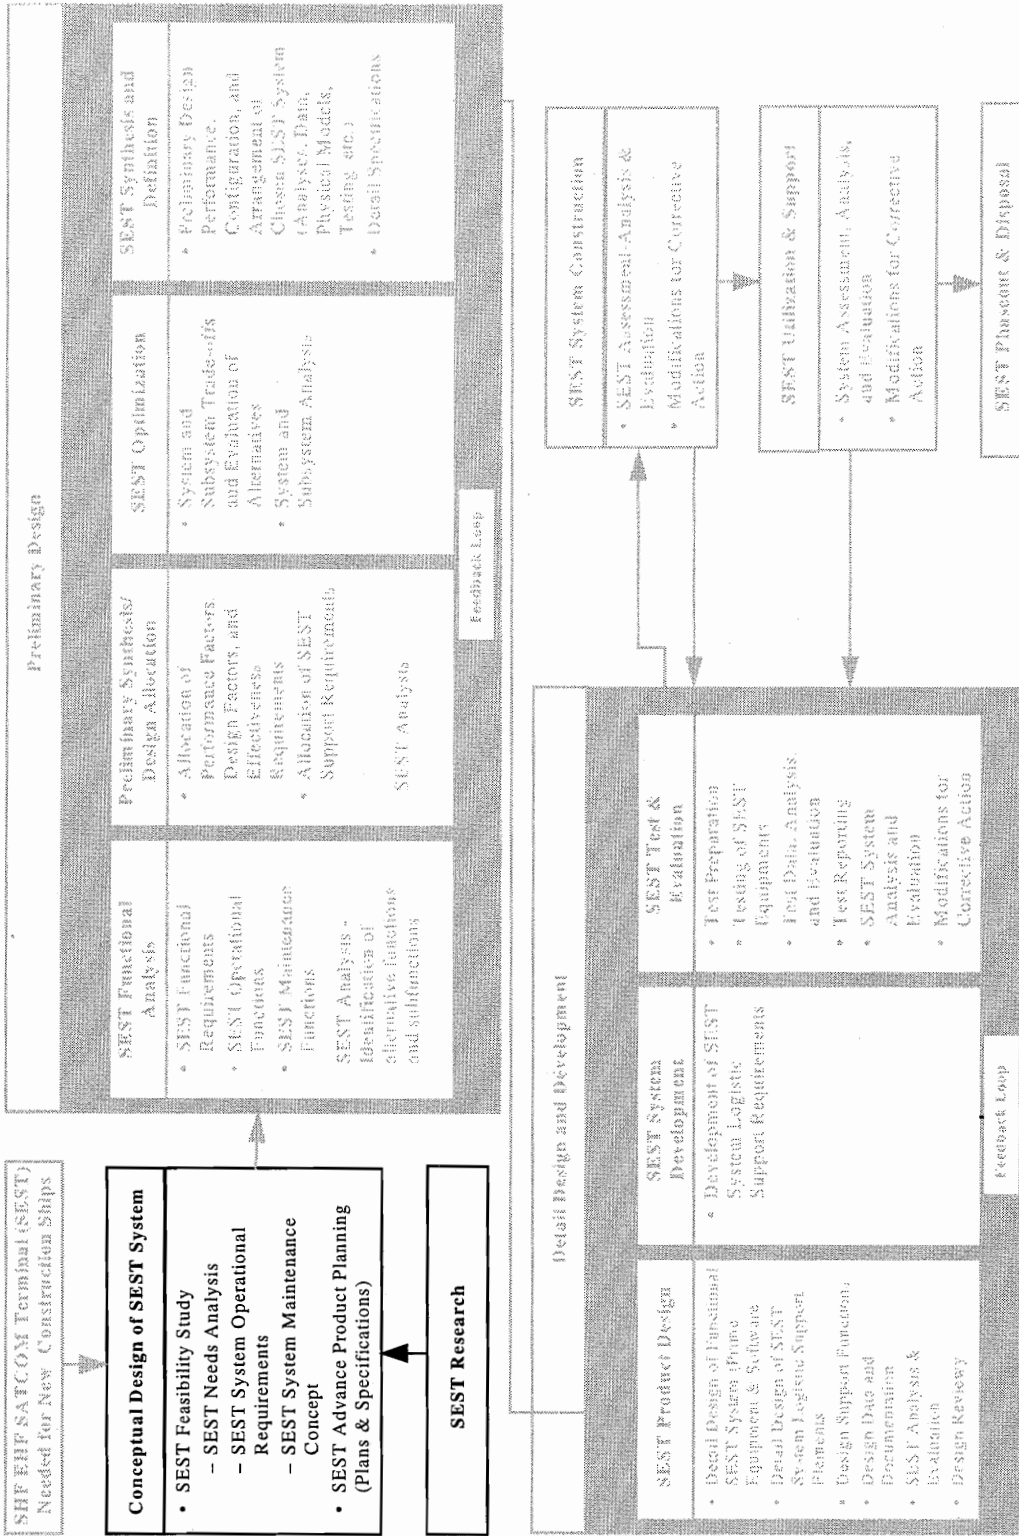 SHF/EHF SATCOM Terminal (SEST)
Needed for New Construction Ships
Conceptual Design of SEST System
• SEST Feasibility Study
– SEST Needs Analysis
– SEST System Operational
Requirements
– SEST System Maintenance
Concept
• SEST Advance Product Planning
(Plans & Specifications)
SEST Research
Preliminary Design
SEST Functional
Analysis
• SEST Functional
Requirements
• SEST Operational
Functions
• SEST Maintenance
Functions
SEST Analysis –
Identification of
alternative functions
and subfunctions
Preliminary Synthesis/
Design Allocation
• Allocation of
Performance Factors,
Design Factors, and
Effectiveness
Requirements
• Allocation of SEST
Support Requirements
SEST Analysis
SEST Optimization
• System and
Subsystem Trade-offs
and Evaluation of
Alternatives
• System and
Subsystem Analysis
SEST Synthesis and
Definition
• Preliminary Design
Performance,
Configuration, and
Arrangement of
Chosen SEST System
(Analyses, Data,
Physical Models,
Testing etc.)
• Detail Specifications
Feedback Loop
Detail Design and Development
SEST Product Design
• Detail Design of Functional
SEST System (Prime
Equipment & Software
• Detail Design of SEST
System Logistic Support
Elements
• Design Support Functions
• Design Data and
Documentation
• SEST Analysis &
Evaluation
• Design Review
SEST System
Development
• Development of SEST
System Logistic
Support Requirements
SEST Test &
Evaluation
• Test Preparation
• Testing of SEST
Equipments
• Test Data, Analysis,
and Evaluation
• Test Reporting
• SEST System
Analysis and
Evaluation
• Modifications for
Corrective Action
Feedback Loop
SEST System Construction
• SEST Assessment Analysis &
Evaluation
• Modifications for Corrective
Action
SEST Utilization & Support
• System Assessment, Analysis,
and Evaluation
• Modifications for Corrective
Action
SEST Phaseout & Disposal